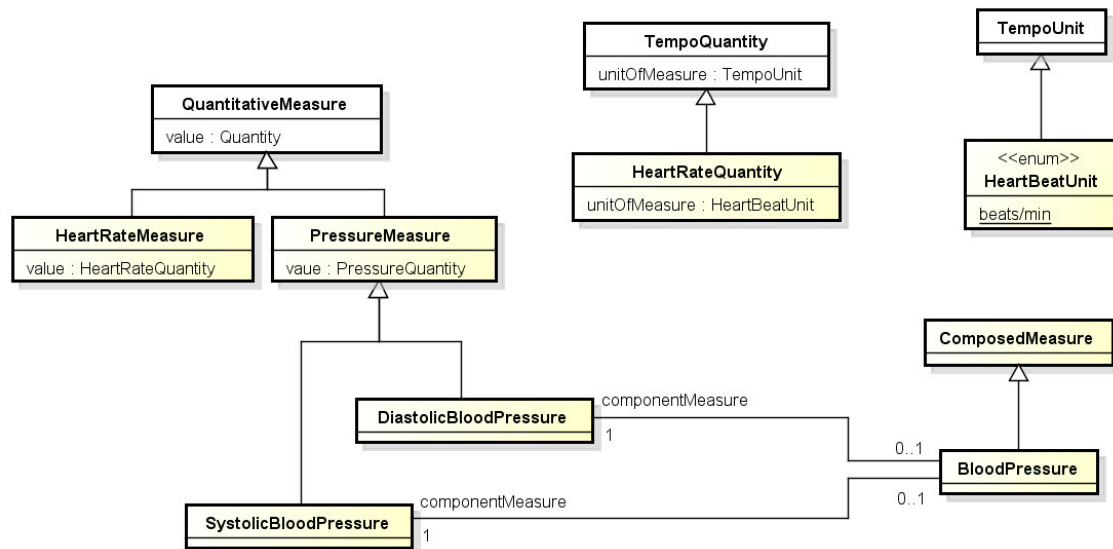 TempoUnit
TempoQuantity
unitOfMeasure : TempoUnit
QuantitativeMeasure
value : Quantity
<<enum>>
HeartBeatUnit
beats/min
HeartRateQuantity
unitOfMeasure : HeartBeatUnit
HeartRateMeasure
value : HeartRateQuantity
PressureMeasure
vaue : PressureQuantity
ComposedMeasure
DiastolicBloodPressure
componentMeasure
1
0..1
BloodPressure
0..1
componentMeasure
1
SystolicBloodPressure